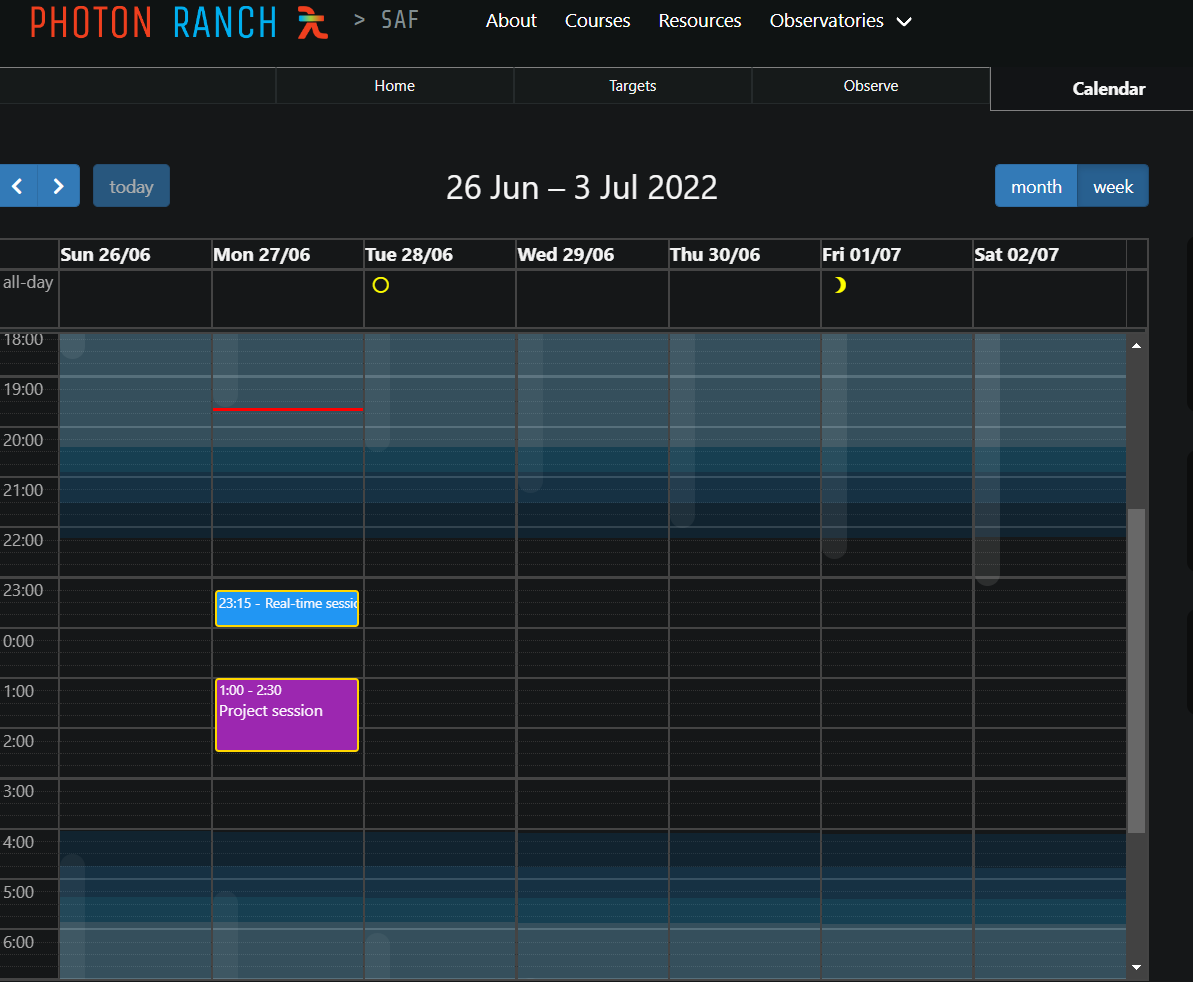 PHOTON RANCH > SAF About Courses Resources Observatories
Home Targets Observe Calendar
today 26 Jun – 3 Jul 2022 month week
Sun 26/06 Mon 27/06 Tue 28/06 Wed 29/06 Thu 30/06 Fri 01/07 Sat 02/07
all-day
18:00
19:00
20:00
21:00
22:00
23:00
23:15 - Real-time sessio
0:00
1:00
1:00 - 2:30
Project session
2:00
3:00
4:00
5:00
6:00